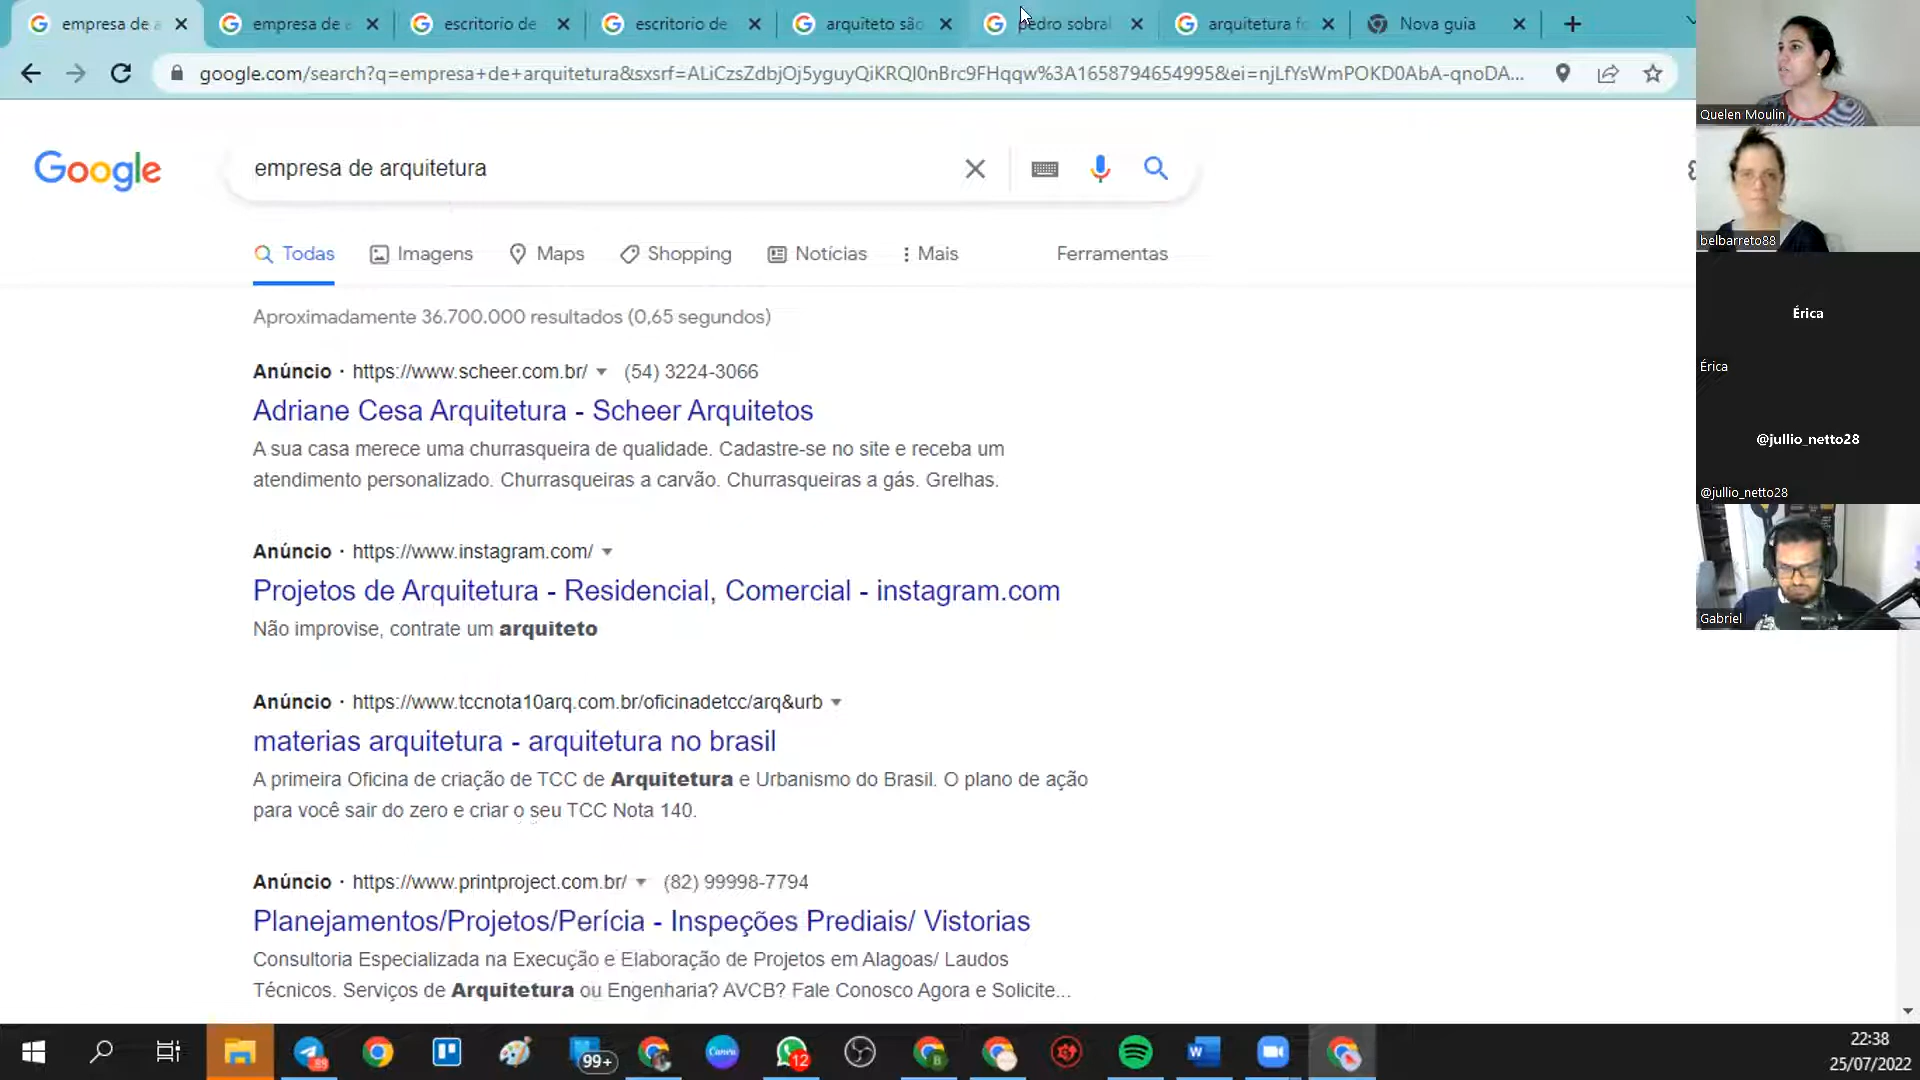 empresa de a
empresa de e
escritorio de
escritorio de
arquiteto são
pedro sobral
arquitetura fo
Nova guia
google.com/search?q=empresa+de+arquitetura&sxsrf=ALiCzsZdbjOj5yguyQiKRQl0nBrc9FHqqw%3A1658794654995&ei=njLfYsWmPOKD0AbA-qnoDA...
Google
empresa de arquitetura
Todas
Imagens
Maps
Shopping
Notícias
Mais
Ferramentas
Aproximadamente 36.700.000 resultados (0,65 segundos)
Anúncio · https://www.scheer.com.br/ (54) 3224-3066
Adriane Cesa Arquitetura - Scheer Arquitetos
A sua casa merece uma churrasqueira de qualidade. Cadastre-se no site e receba um
atendimento personalizado. Churrasqueiras a carvão. Churrasqueiras a gás. Grelhas.
Anúncio · https://www.instagram.com/
Projetos de Arquitetura - Residencial, Comercial - instagram.com
Não improvise, contrate um arquiteto
Anúncio · https://www.tccnota10arq.com.br/oficinadetcc/arq&urb
materias arquitetura - arquitetura no brasil
A primeira Oficina de criação de TCC de Arquitetura e Urbanismo do Brasil. O plano de ação
para você sair do zero e criar o seu TCC Nota 140.
Anúncio · https://www.printproject.com.br/ (82) 99998-7794
Planejamentos/Projetos/Perícia - Inspeções Prediais/ Vistorias
Consultoria Especializada na Execução e Elaboração de Projetos em Alagoas/ Laudos
Técnicos. Serviços de Arquitetura ou Engenharia? AVCB? Fale Conosco Agora e Solicite...
Quelen Moulin
belbarreto88
Érica
Érica
@jullio_netto28
@jullio_netto28
Gabriel
99+
Canva
12
W
22:38
25/07/2022